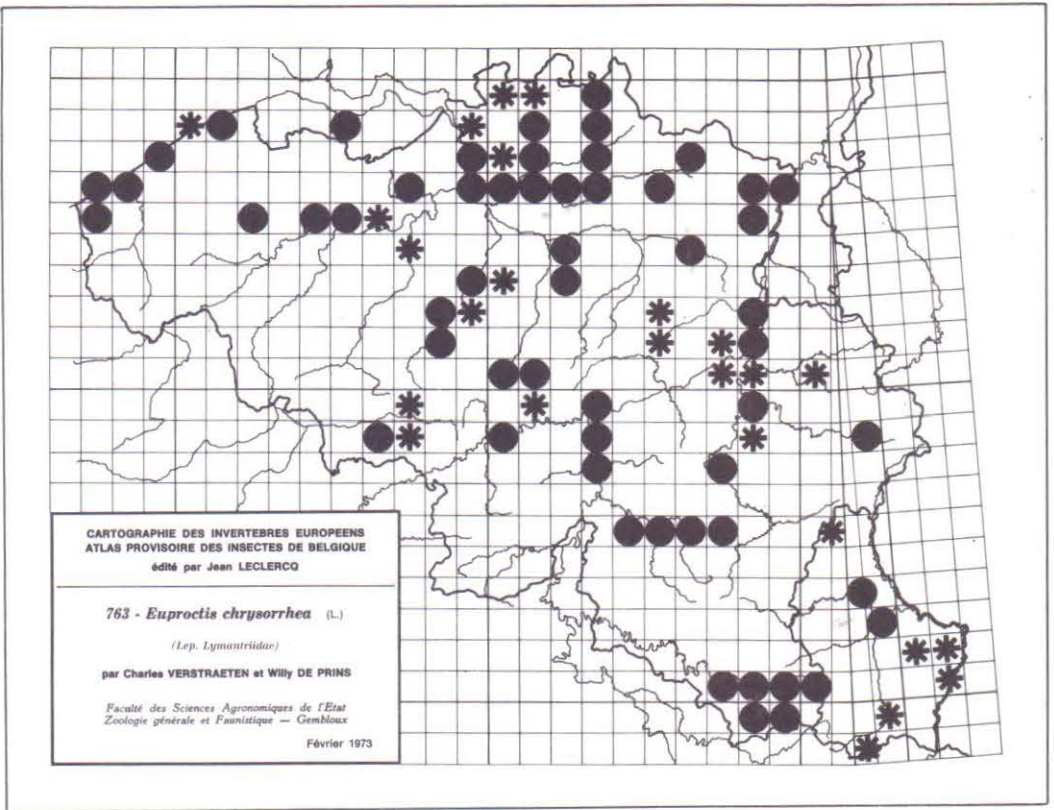 CARTOGRAPHIE DES INVERTEBRES EUROPEENS
ATLAS PROVISOIRE DES INSECTES DE BELGIQUE
édité par Jean LECLERCQ
763 - Euproctis chrysorrhea (L.)
(Lep. Lymantriidae)
par Charles VERSTRAETEN et Willy DE PRINS
Faculté des Sciences Agronomiques de l'Etat
Zoologie générale et Faunistique — Gembloux
Février 1973